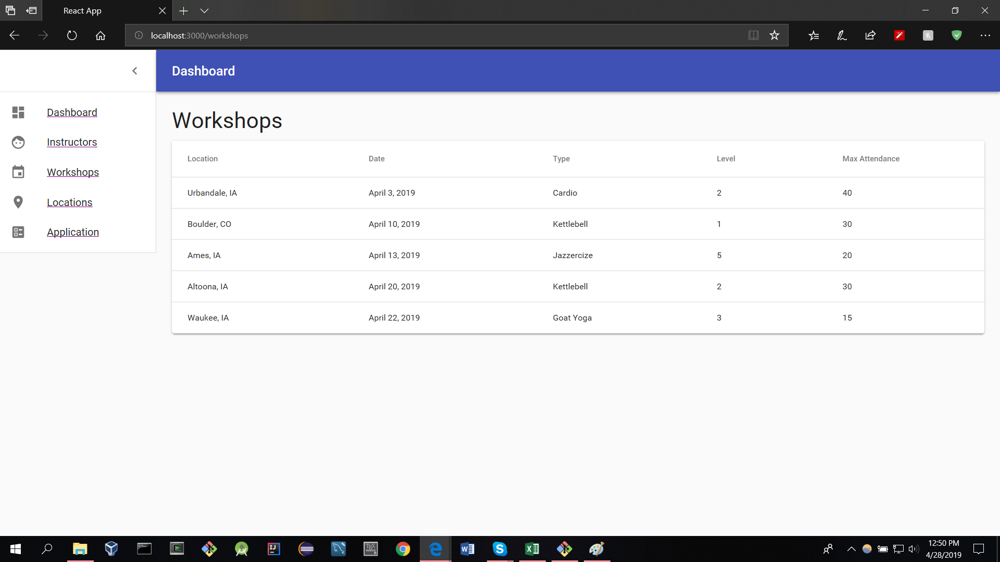 React App
localhost:3000/workshops
Dashboard
Dashboard
Instructors
Workshops
Locations
Application
Workshops
Location Date Type Level Max Attendance
Urbandale, IA April 3, 2019 Cardio 2 40
Boulder, CO April 10, 2019 Kettlebell 1 30
Ames, IA April 13, 2019 Jazzercize 5 20
Altoona, IA April 20, 2019 Kettlebell 2 30
Waukee, IA April 22, 2019 Goat Yoga 3 15
12:50 PM
4/28/2019